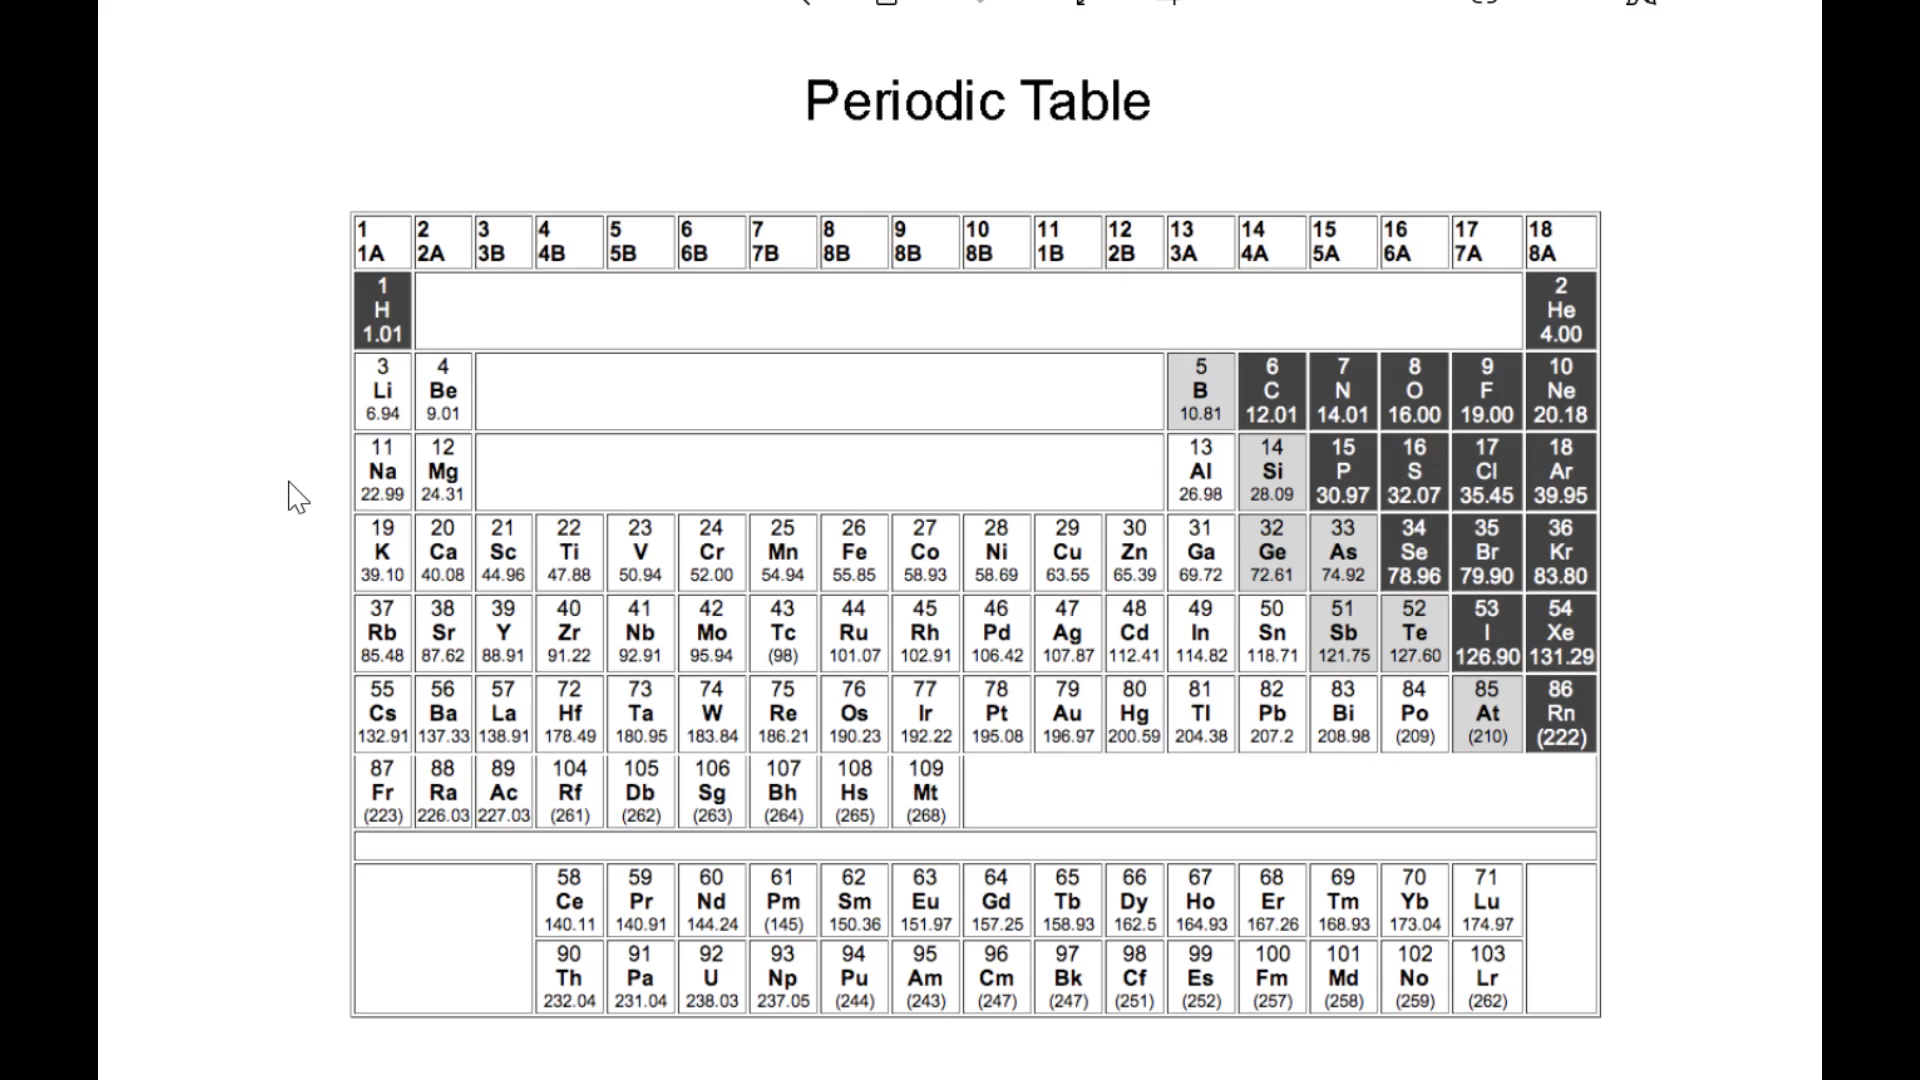 Periodic Table
1 2 3 4 5 6 7 8 9 10 11 12 13 14 15 16 17 18
1A 2A 3B 4B 5B 6B 7B 8B 8B 8B 1B 2B 3A 4A 5A 6A 7A 8A
1 2
H He
1.01 4.00
3 4 5 6 7 8 9 10
Li Be B C N O F Ne
6.94 9.01 10.81 12.01 14.01 16.00 19.00 20.18
11 12 13 14 15 16 17 18
Na Mg Al Si P S Cl Ar
22.99 24.31 26.98 28.09 30.97 32.07 35.45 39.95
19 20 21 22 23 24 25 26 27 28 29 30 31 32 33 34 35 36
K Ca Sc Ti V Cr Mn Fe Co Ni Cu Zn Ga Ge As Se Br Kr
39.10 40.08 44.96 47.88 50.94 52.00 54.94 55.85 58.93 58.69 63.55 65.39 69.72 72.61 74.92 78.96 79.90 83.80
37 38 39 40 41 42 43 44 45 46 47 48 49 50 51 52 53 54
Rb Sr Y Zr Nb Mo Tc Ru Rh Pd Ag Cd In Sn Sb Te I Xe
85.48 87.62 88.91 91.22 92.91 95.94 (98) 101.07 102.91 106.42 107.87 112.41 114.82 118.71 121.75 127.60 126.90 131.29
55 56 57 72 73 74 75 76 77 78 79 80 81 82 83 84 85 86
Cs Ba La Hf Ta W Re Os Ir Pt Au Hg Tl Pb Bi Po At Rn
132.91 137.33 138.91 178.49 180.95 183.84 186.21 190.23 192.22 195.08 196.97 200.59 204.38 207.2 208.98 (209) (210) (222)
87 88 89 104 105 106 107 108 109
Fr Ra Ac Rf Db Sg Bh Hs Mt
(223) 226.03 227.03 (261) (262) (263) (264) (265) (268)
58 59 60 61 62 63 64 65 66 67 68 69 70 71
Ce Pr Nd Pm Sm Eu Gd Tb Dy Ho Er Tm Yb Lu
140.11 140.91 144.24 (145) 150.36 151.97 157.25 158.93 162.5 164.93 167.26 168.93 173.04 174.97
90 91 92 93 94 95 96 97 98 99 100 101 102 103
Th Pa U Np Pu Am Cm Bk Cf Es Fm Md No Lr
232.04 231.04 238.03 237.05 (244) (243) (247) (247) (251) (252) (257) (258) (259) (262)